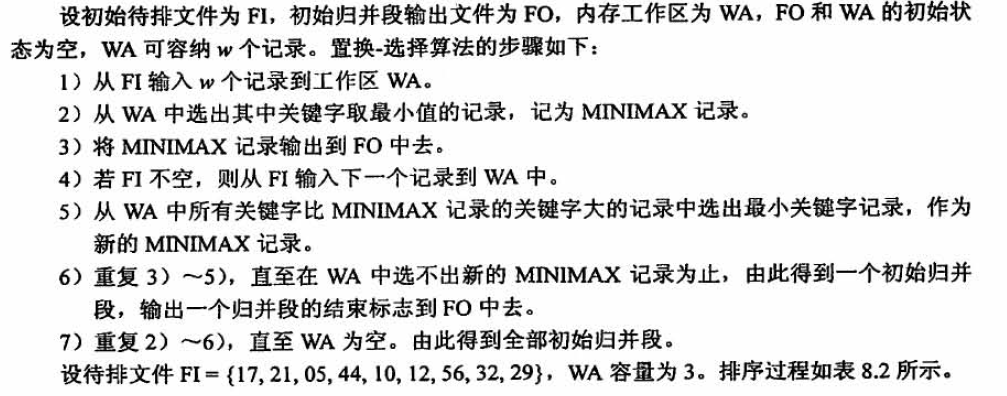 设初始待排文件为 FI，初始归并段输出文件为 FO，内存工作区为 WA，FO 和 WA 的初始状
态为空，WA 可容纳 w 个记录。置换-选择算法的步骤如下：
1）从 FI 输入 w 个记录到工作区 WA。
2）从 WA 中选出其中关键字取最小值的记录，记为 MINIMAX 记录。
3）将 MINIMAX 记录输出到 FO 中去。
4）若 FI 不空，则从 FI 输入下一个记录到 WA 中。
5）从 WA 中所有关键字比 MINIMAX 记录的关键字大的记录中选出最小关键字记录，作为
新的 MINIMAX 记录。
6）重复 3）～5），直至在 WA 中选不出新的 MINIMAX 记录为止，由此得到一个初始归并
段，输出一个归并段的结束标志到 FO 中去。
7）重复 2）～6），直至 WA 为空。由此得到全部初始归并段。
设待排文件 FI = {17, 21, 05, 44, 10, 12, 56, 32, 29}，WA 容量为 3。排序过程如表 8.2 所示。